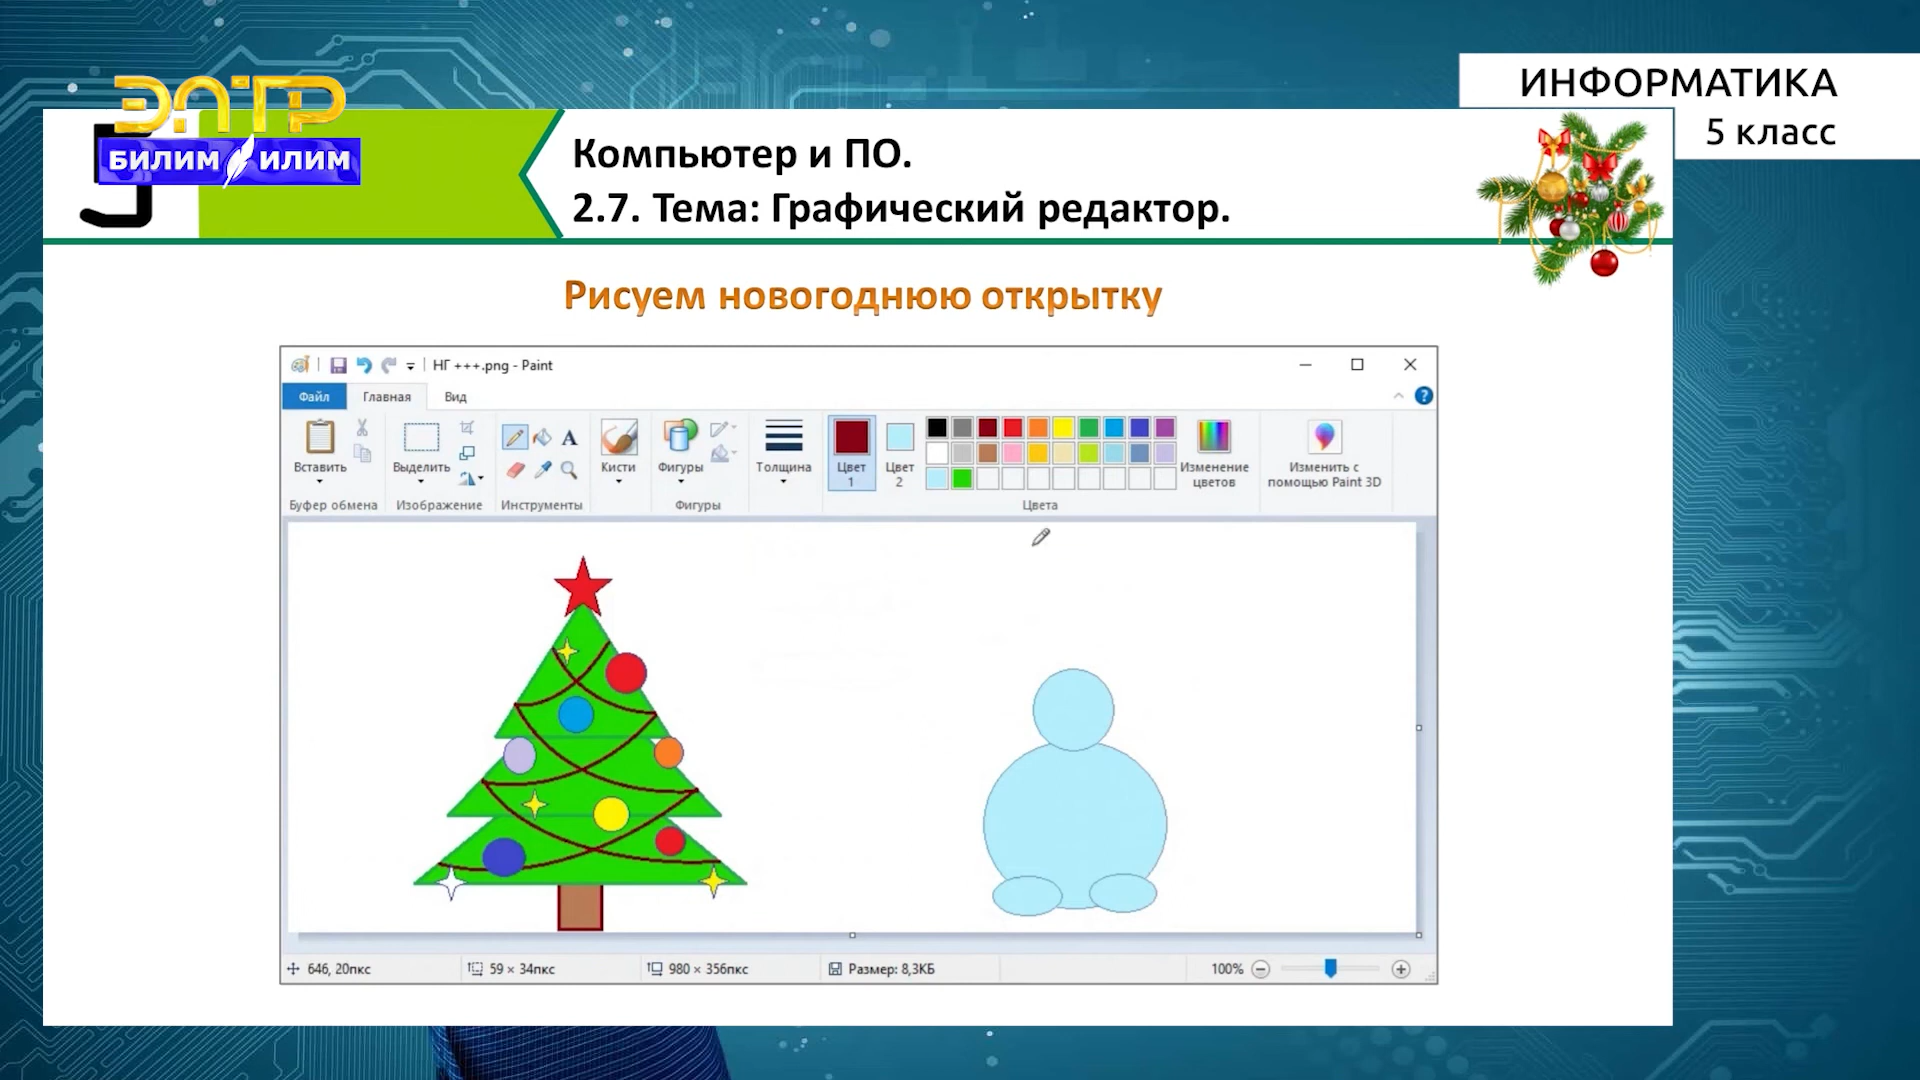 ЭЛТР
БИЛИМ ИЛИМ
ИНФОРМАТИКА
5 класс
5
Компьютер и ПО.
2.7. Тема: Графический редактор.
Рисуем новогоднюю открытку
НГ +++.png - Paint
Файл Главная Вид
Вставить Выделить Кисти Фигуры Толщина Цвет 1 Цвет 2 Изменение цветов Изменить с помощью Paint 3D
Буфер обмена Изображение Инструменты Фигуры Цвета
646, 20пкс 59 × 34пкс 980 × 356пкс Размер: 8,3КБ 100%